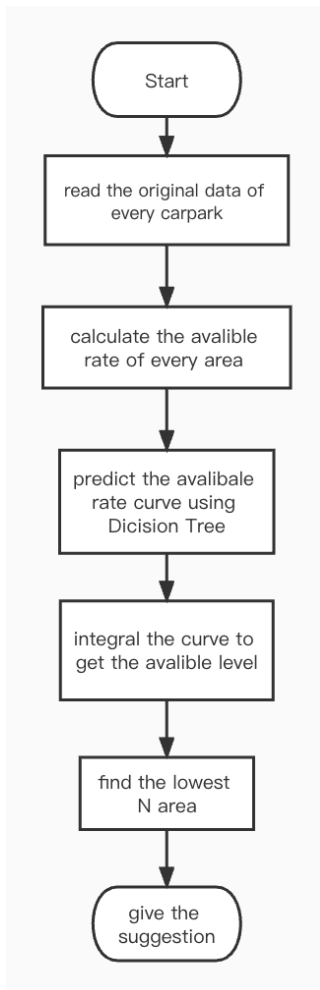 Start
read the original data of
every carpark
calculate the avalible
rate of every area
predict the avalibale
rate curve using
Dicision Tree
integral the curve to
get the avalible level
find the lowest
N area
give the
suggestion